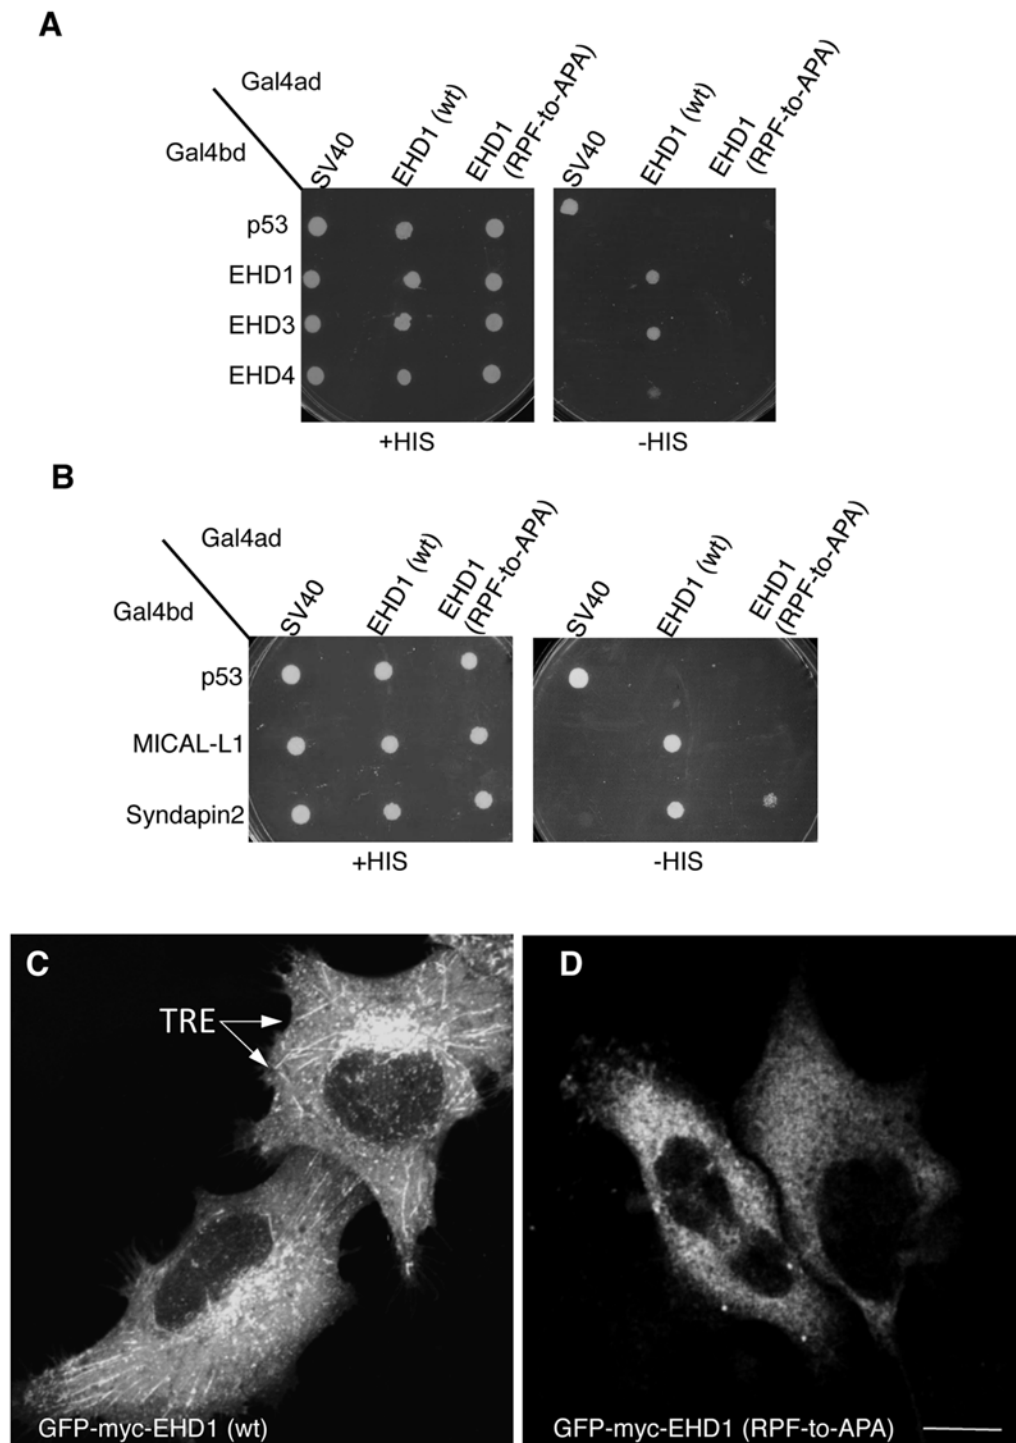 A
Gal4ad
Gal4bd
SV40
EHD1 (wt)
EHD1
(RPF-to-APA)
SV40
EHD1 (wt)
EHD1
(RPF-to-APA)
p53
EHD1
EHD3
EHD4
+HIS
-HIS
B
Gal4ad
Gal4bd
SV40
EHD1 (wt)
EHD1
(RPF-to-APA)
SV40
EHD1 (wt)
EHD1
(RPF-to-APA)
p53
MICAL-L1
Syndapin2
+HIS
-HIS
C
TRE
GFP-myc-EHD1 (wt)
D
GFP-myc-EHD1 (RPF-to-APA)